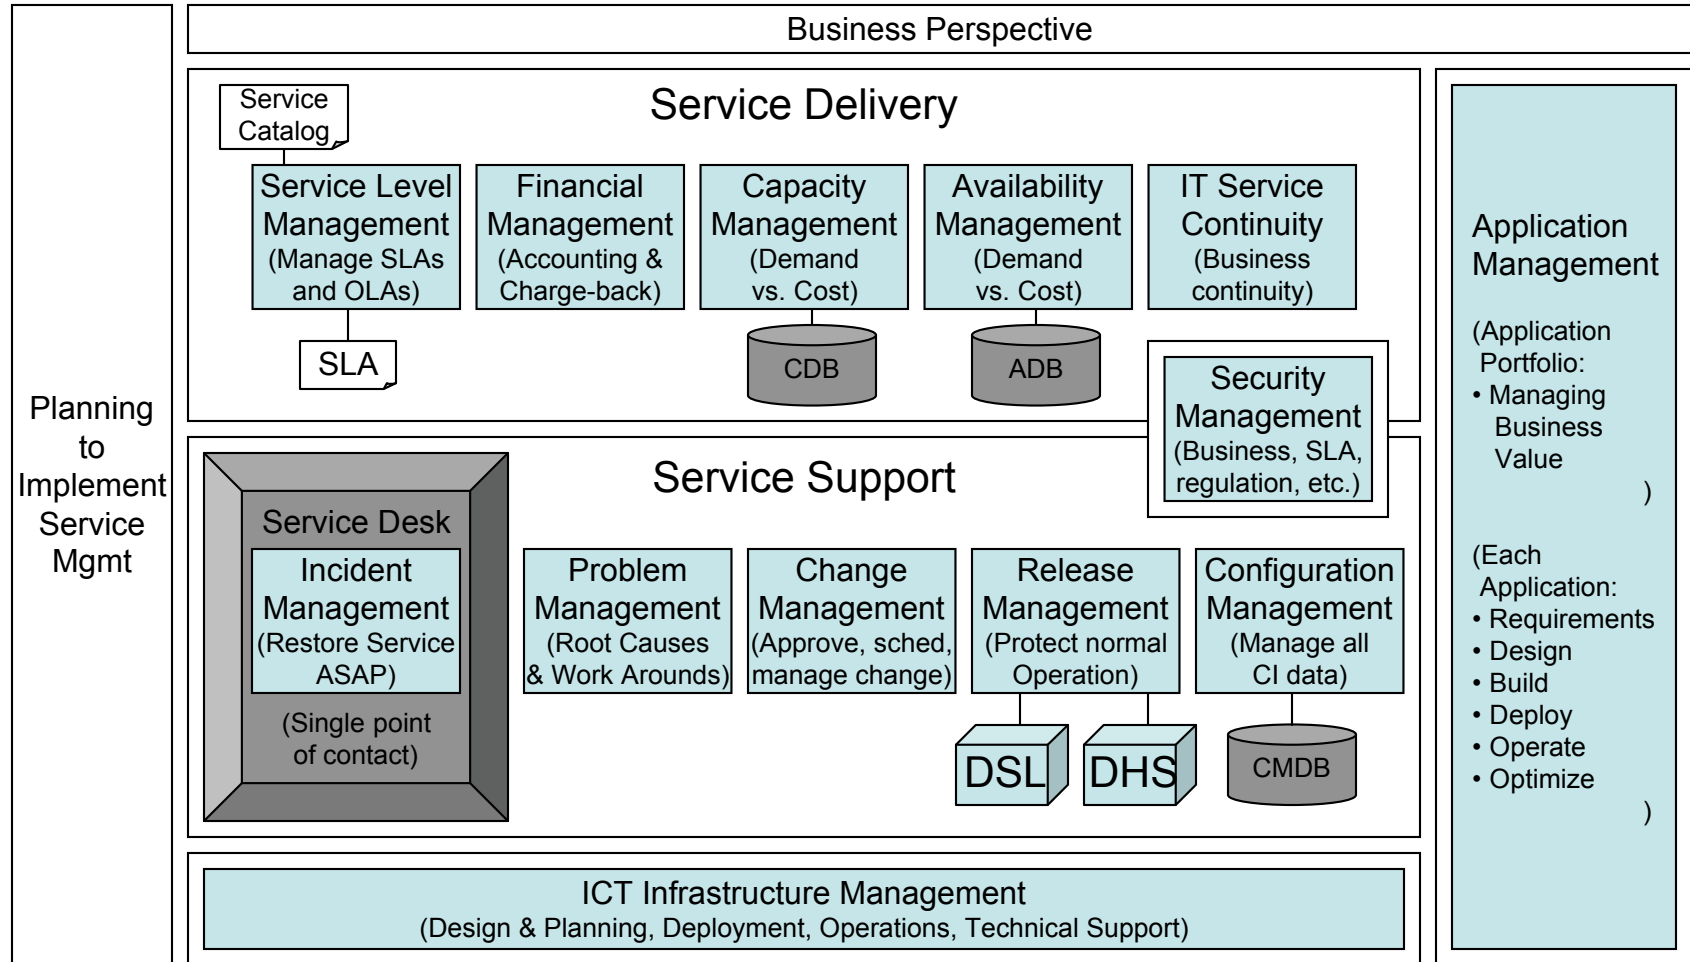 Business Perspective
Planning
to
Implement
Service
Mgmt
Service Delivery
Service
Catalog
Service Level
Management
(Manage SLAs
and OLAs)
SLA
Financial
Management
(Accounting &
Charge-back)
Capacity
Management
(Demand
vs. Cost)
CDB
Availability
Management
(Demand
vs. Cost)
ADB
IT Service
Continuity
(Business
continuity)
Security
Management
(Business, SLA,
regulation, etc.)
Service Support
Service Desk
Incident
Management
(Restore Service
ASAP)
(Single point
of contact)
Problem
Management
(Root Causes
& Work Arounds)
Change
Management
(Approve, sched,
manage change)
Release
Management
(Protect normal
Operation)
DSL
DHS
Configuration
Management
(Manage all
CI data)
CMDB
ICT Infrastructure Management
(Design & Planning, Deployment, Operations, Technical Support)
Application
Management
(Application
Portfolio:
• Managing
Business
Value
)
(Each
Application:
• Requirements
• Design
• Build
• Deploy
• Operate
• Optimize
)